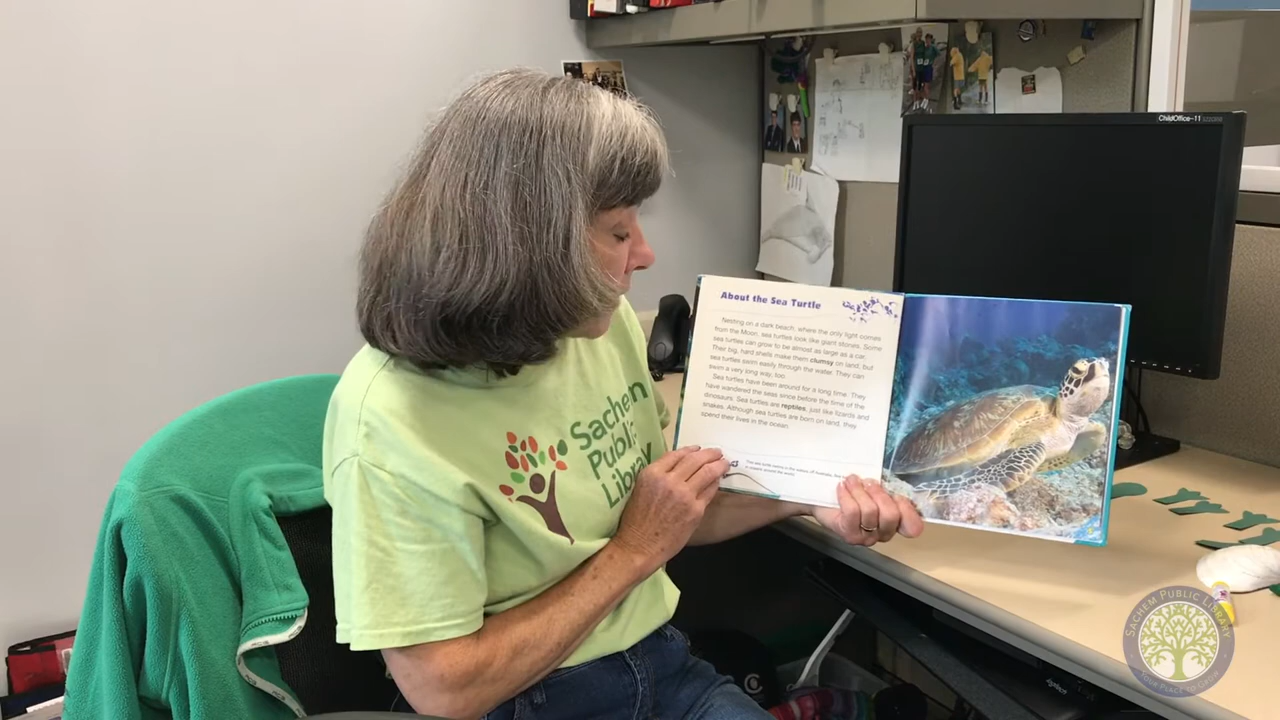 ChildOffice-11
About the Sea Turtle
Nesting on a dark beach, where the only light comes
from the Moon, sea turtles look like giant stones. Some
sea turtles can grow to be almost as large as a car.
Their big, hard shells make them clumsy on land, but
sea turtles swim easily through the water. They can
swim a very long way, too.
Sea turtles have been around for a long time. They
have wandered the seas since before the time of the
dinosaurs. Sea turtles are reptiles, just like lizards and
snakes. Although sea turtles are born on land, they
spend their lives in the ocean.
Sachem
Public
Library
SACHEM PUBLIC LIBRARY
YOUR PLACE TO GROW
logitech